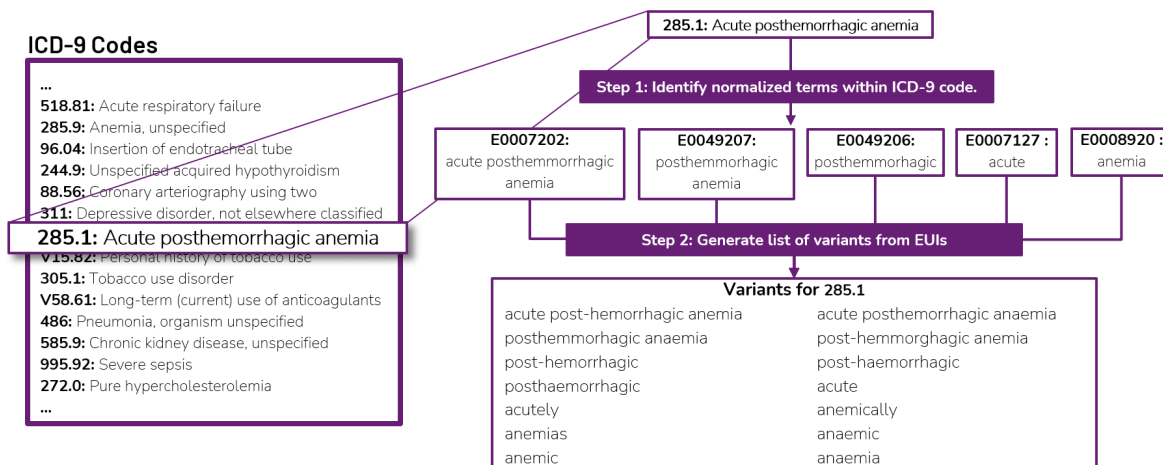 ICD-9 Codes
...
518.81: Acute respiratory failure
285.9: Anemia, unspecified
96.04: Insertion of endotracheal tube
244.9: Unspecified acquired hypothyroidism
88.56: Coronary arteriography using two
311: Depressive disorder, not elsewhere classified
285.1: Acute posthemorrhagic anemia
V15.82: Personal history of tobacco use
305.1: Tobacco use disorder
V58.61: Long-term (current) use of anticoagulants
486: Pneumonia, organism unspecified
585.9: Chronic kidney disease, unspecified
995.92: Severe sepsis
272.0: Pure hypercholesterolemia
...
285.1: Acute posthemorrhagic anemia
Step 1: Identify normalized terms within ICD-9 code.
E0007202:
acute posthemmorrhagic
anemia
E0049207:
posthemmorhagic
anemia
E0049206:
posthemmorhagic
E0007127 :
acute
E0008920 :
anemia
Step 2: Generate list of variants from EUIs
Variants for 285.1
acute post-hemorrhagic anemia
posthemmorhagic anaemia
post-hemorrhagic
posthaemorrhagic
acutely
anemias
anemic
acute posthemorrhagic anaemia
post-hemmorghagic anemia
post-haemorrhagic
acute
anemically
anaemic
anaemia